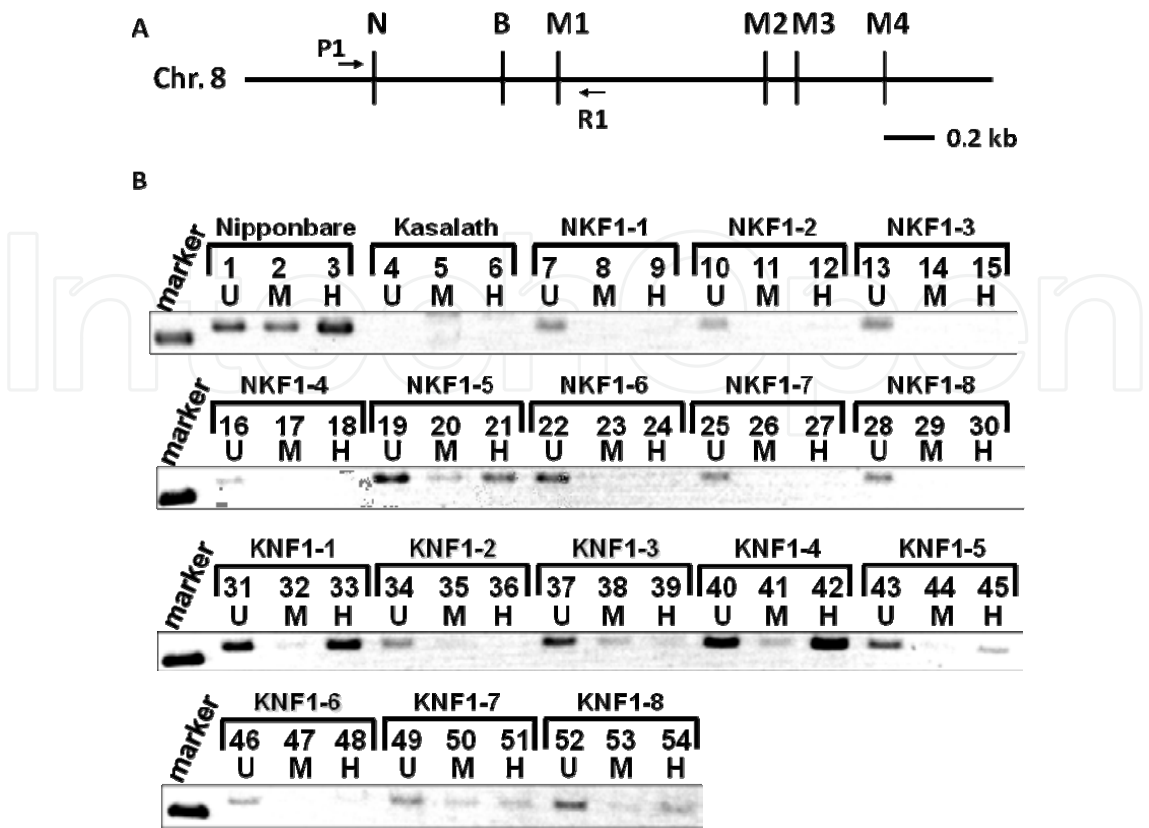 A
N B M1 M2 M3 M4
P1
Chr. 8
R1
0.2 kb
B
marker Nipponbare Kasalath NKF1-1 NKF1-2 NKF1-3
1 2 3 4 5 6 7 8 9 10 11 12 13 14 15
U M H U M H U M H U M H U M H
marker NKF1-4 NKF1-5 NKF1-6 NKF1-7 NKF1-8
16 17 18 19 20 21 22 23 24 25 26 27 28 29 30
U M H U M H U M H U M H U M H
marker KNF1-1 KNF1-2 KNF1-3 KNF1-4 KNF1-5
31 32 33 34 35 36 37 38 39 40 41 42 43 44 45
U M H U M H U M H U M H U M H
marker KNF1-6 KNF1-7 KNF1-8
46 47 48 49 50 51 52 53 54
U M H U M H U M H
IntechOpen